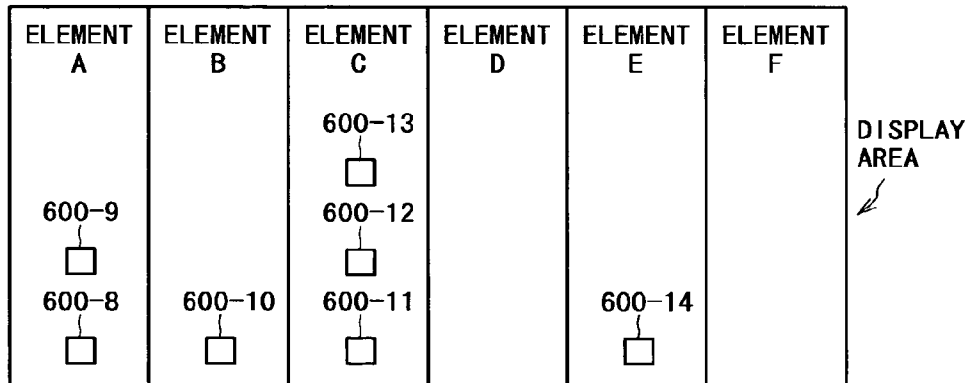 ELEMENT A
ELEMENT B
ELEMENT C
ELEMENT D
ELEMENT E
ELEMENT F
600-13
DISPLAY
AREA
600-9
600-12
600-8
600-10
600-11
600-14